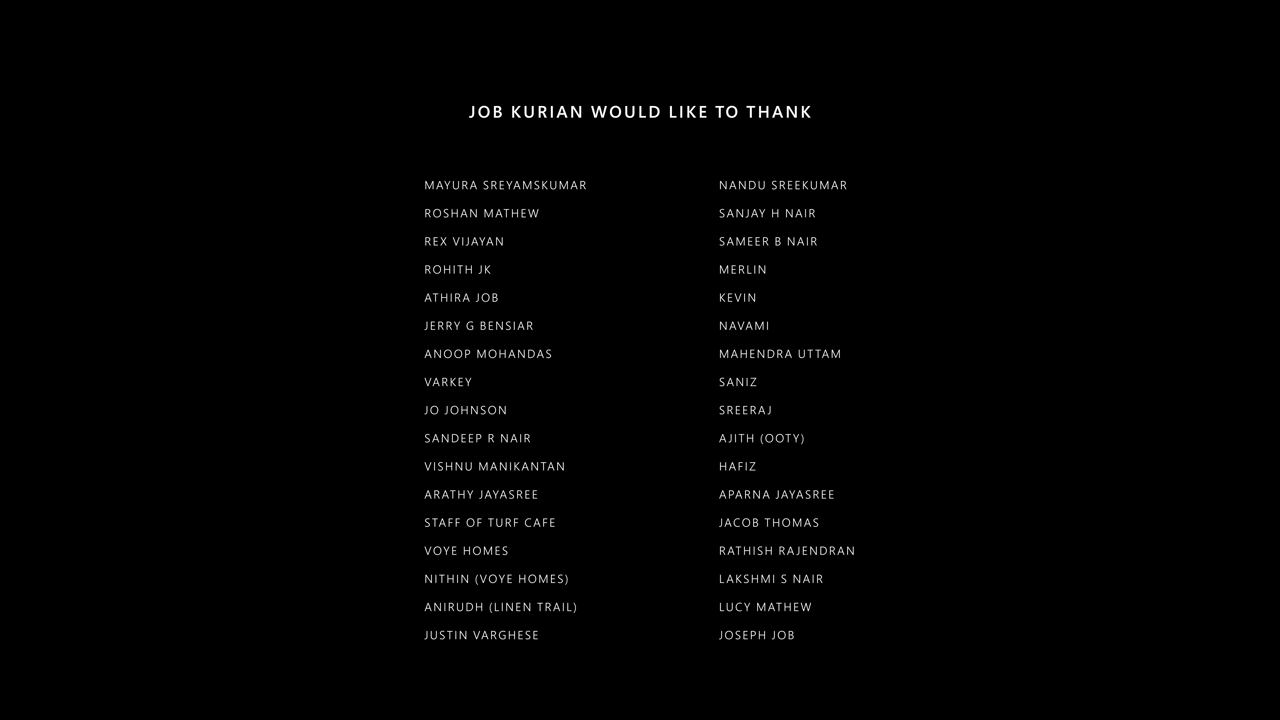 JOB KURIAN WOULD LIKE TO THANK
MAYURA SREYAMSKUMAR
ROSHAN MATHEW
REX VIJAYAN
ROHITH JK
ATHIRA JOB
JERRY G BENSIAR
ANOOP MOHANDAS
VARKEY
JO JOHNSON
SANDEEP R NAIR
VISHNU MANIKANTAN
ARATHY JAYASREE
STAFF OF TURF CAFE
VOYE HOMES
NITHIN (VOYE HOMES)
ANIRUDH (LINEN TRAIL)
JUSTIN VARGHESE
NANDU SREEKUMAR
SANJAY H NAIR
SAMEER B NAIR
MERLIN
KEVIN
NAVAMI
MAHENDRA UTTAM
SANIZ
SREERAJ
AJITH (OOTY)
HAFIZ
APARNA JAYASREE
JACOB THOMAS
RATHISH RAJENDRAN
LAKSHMI S NAIR
LUCY MATHEW
JOSEPH JOB